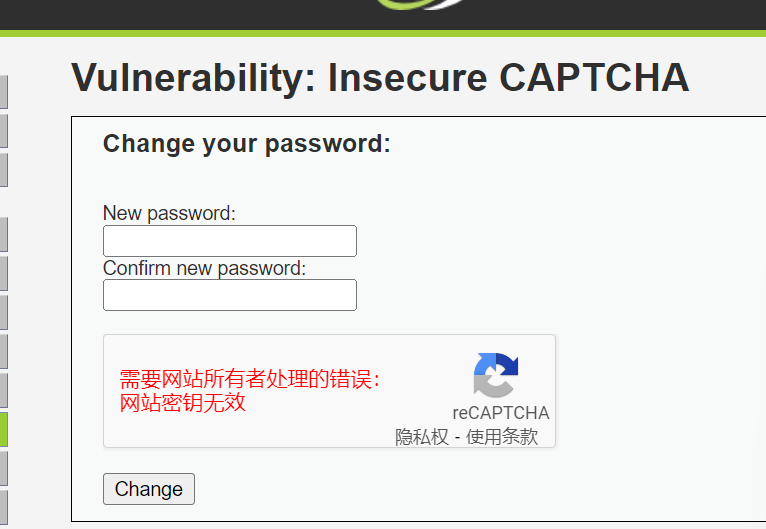 Vulnerability: Insecure CAPTCHA
Change your password:
New password:
Confirm new password:
需要网站所有者处理的错误：
网站密钥无效
reCAPTCHA
隐私权 - 使用条款
Change